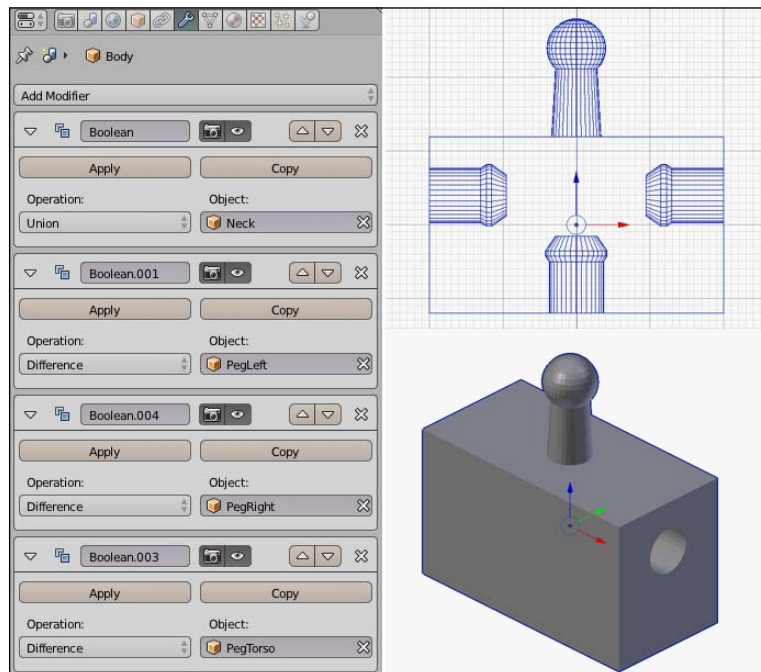 Body
Add Modifier
Boolean
Apply Copy
Operation: Object:
Union Neck
Boolean.001
Apply Copy
Operation: Object:
Difference PegLeft
Boolean.004
Apply Copy
Operation: Object:
Difference PegRight
Boolean.003
Apply Copy
Operation: Object:
Difference PegTorso